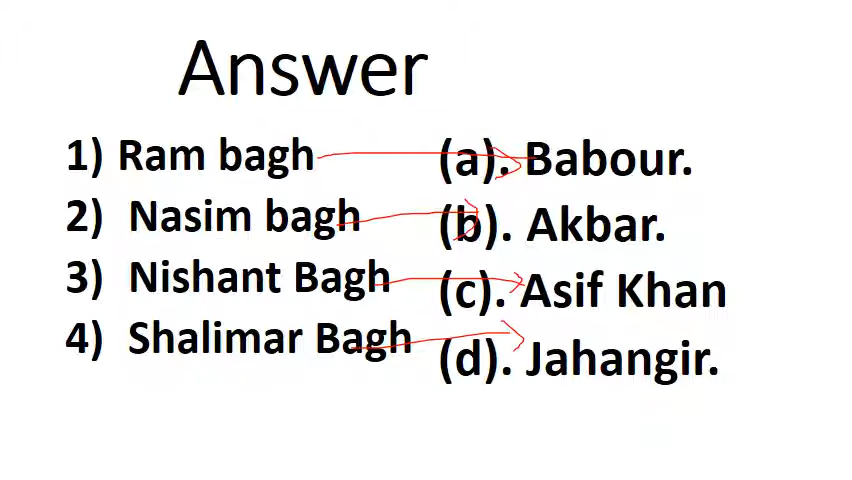 Answer
1) Ram bagh (a). Babour.
2) Nasim bagh (b). Akbar.
3) Nishant Bagh (c). Asif Khan
4) Shalimar Bagh (d). Jahangir.